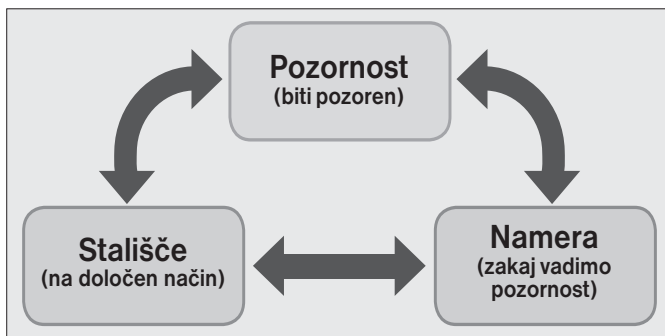 Pozornost
(biti pozoren)
Stališče
(na določen način)
Namera
(zakaj vadimo
pozornost)